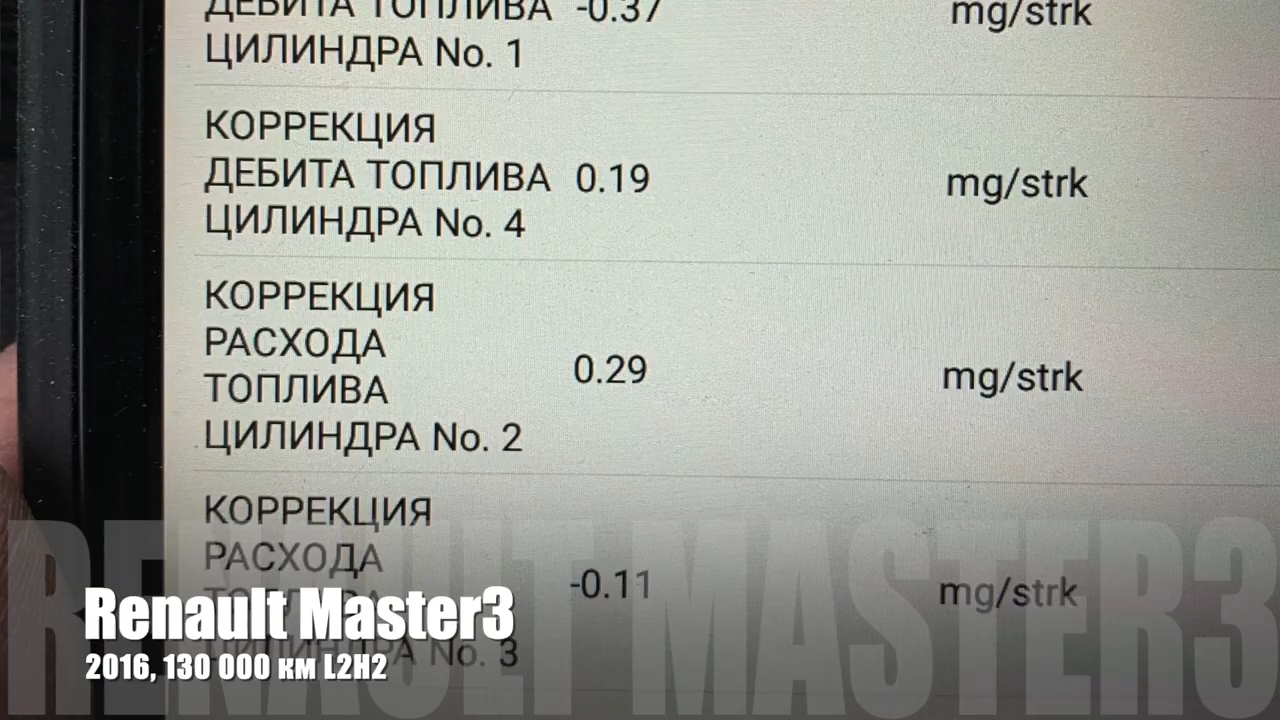 ДЕБИТА ТОПЛИВА -0.37 mg/strk
ЦИЛИНДРА No. 1
КОРРЕКЦИЯ
ДЕБИТА ТОПЛИВА 0.19 mg/strk
ЦИЛИНДРА No. 4
КОРРЕКЦИЯ
РАСХОДА
ТОПЛИВА 0.29 mg/strk
ЦИЛИНДРА No. 2
КОРРЕКЦИЯ
РАСХОДА
ТОПЛИВА -0.11 mg/strk
ЦИЛИНДРА No. 3
RENAULT MASTER3
Renault Master3
2016, 130 000 км L2H2